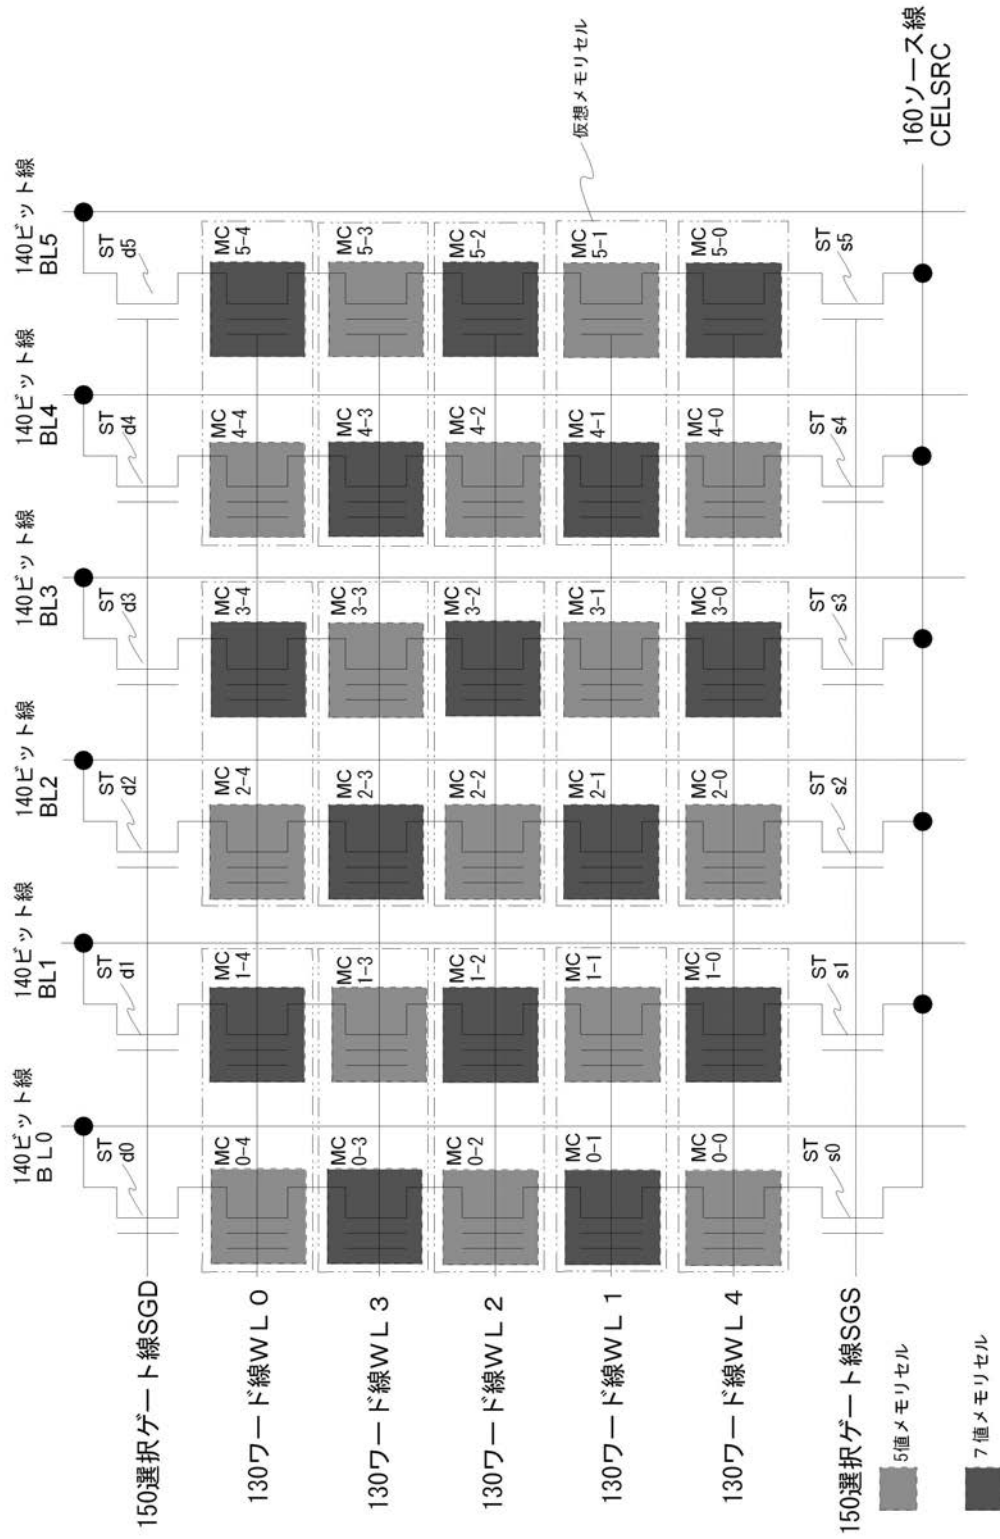 140ビット線
BL0
140ビット線
BL1
140ビット線
BL2
140ビット線
BL3
140ビット線
BL4
140ビット線
BL5
150選択ゲート線SGD
ST
d0
ST
d1
ST
d2
ST
d3
ST
d4
ST
d5
130ワード線WL0
MC
0-4
MC
1-4
MC
2-4
MC
3-4
MC
4-4
MC
5-4
130ワード線WL3
MC
0-3
MC
1-3
MC
2-3
MC
3-3
MC
4-3
MC
5-3
130ワード線WL2
MC
0-2
MC
1-2
MC
2-2
MC
3-2
MC
4-2
MC
5-2
仮想メモリセル
130ワード線WL1
MC
0-1
MC
1-1
MC
2-1
MC
3-1
MC
4-1
MC
5-1
130ワード線WL4
MC
0-0
MC
1-0
MC
2-0
MC
3-0
MC
4-0
MC
5-0
150選択ゲート線SGS
ST
s0
ST
s1
ST
s2
ST
s3
ST
s4
ST
s5
160ソース線
CELSRC
5値メモリセル
7値メモリセル